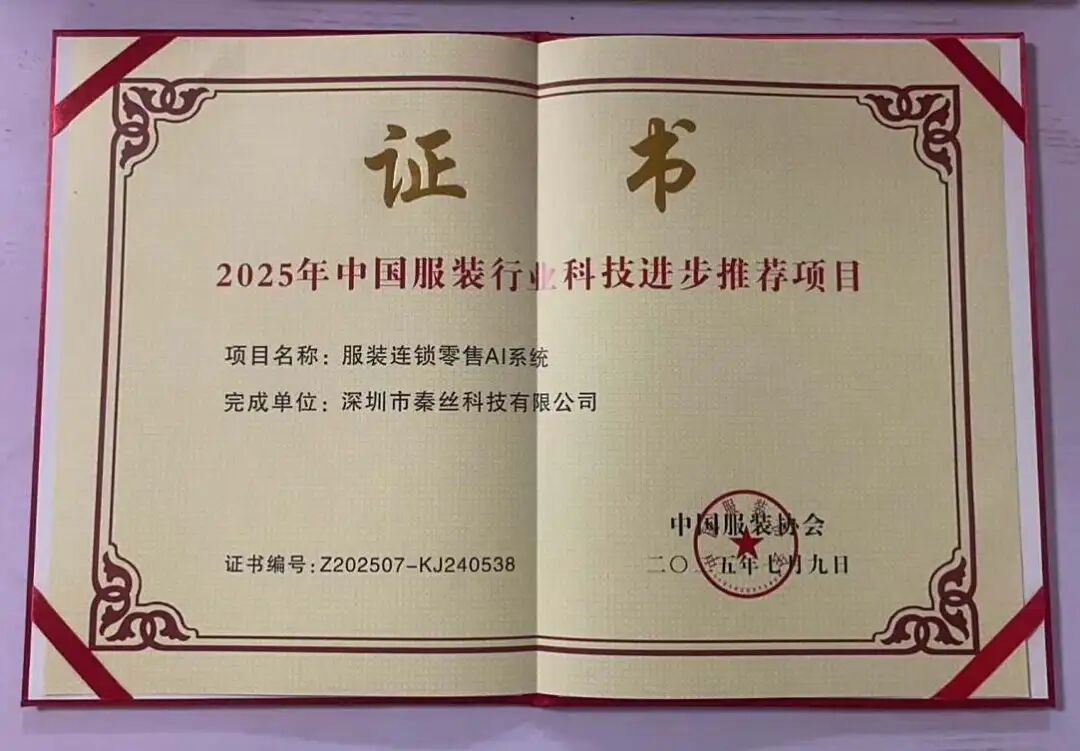 证书
2025年中国服装行业科技进步推荐项目
项目名称：服装连锁零售AI系统
完成单位：深圳市秦丝科技有限公司
中国服装协会
证书编号:Z202507-KJ240538
二〇二五年七月九日